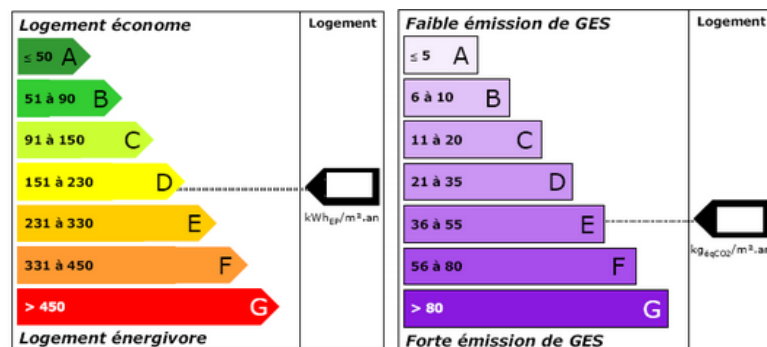 Logement économe
Logement
≤ 50 A
51 à 90 B
91 à 150 C
151 à 230 D
kWhEP/m².an
231 à 330 E
331 à 450 F
> 450 G
Logement énergivore
Faible émission de GES
Logement
≤ 5 A
6 à 10 B
11 à 20 C
21 à 35 D
36 à 55 E
kgéqCO2/m².an
56 à 80 F
> 80 G
Forte émission de GES